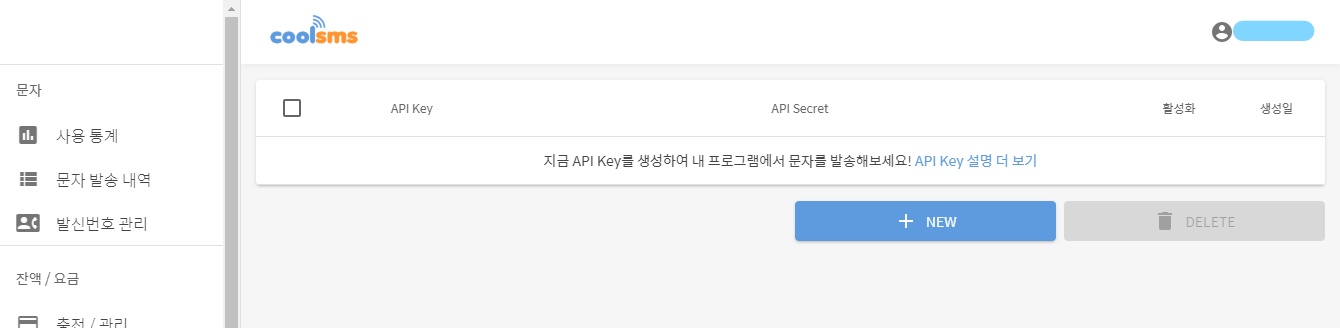 coolsms
문자
사용 통계
문자 발송 내역
발신번호 관리
잔액 / 요금
충전 / 관리
API Key API Secret 활성화 생성일
지금 API Key를 생성하여 내 프로그램에서 문자를 발송해보세요! API Key 설명 더 보기
NEW
DELETE